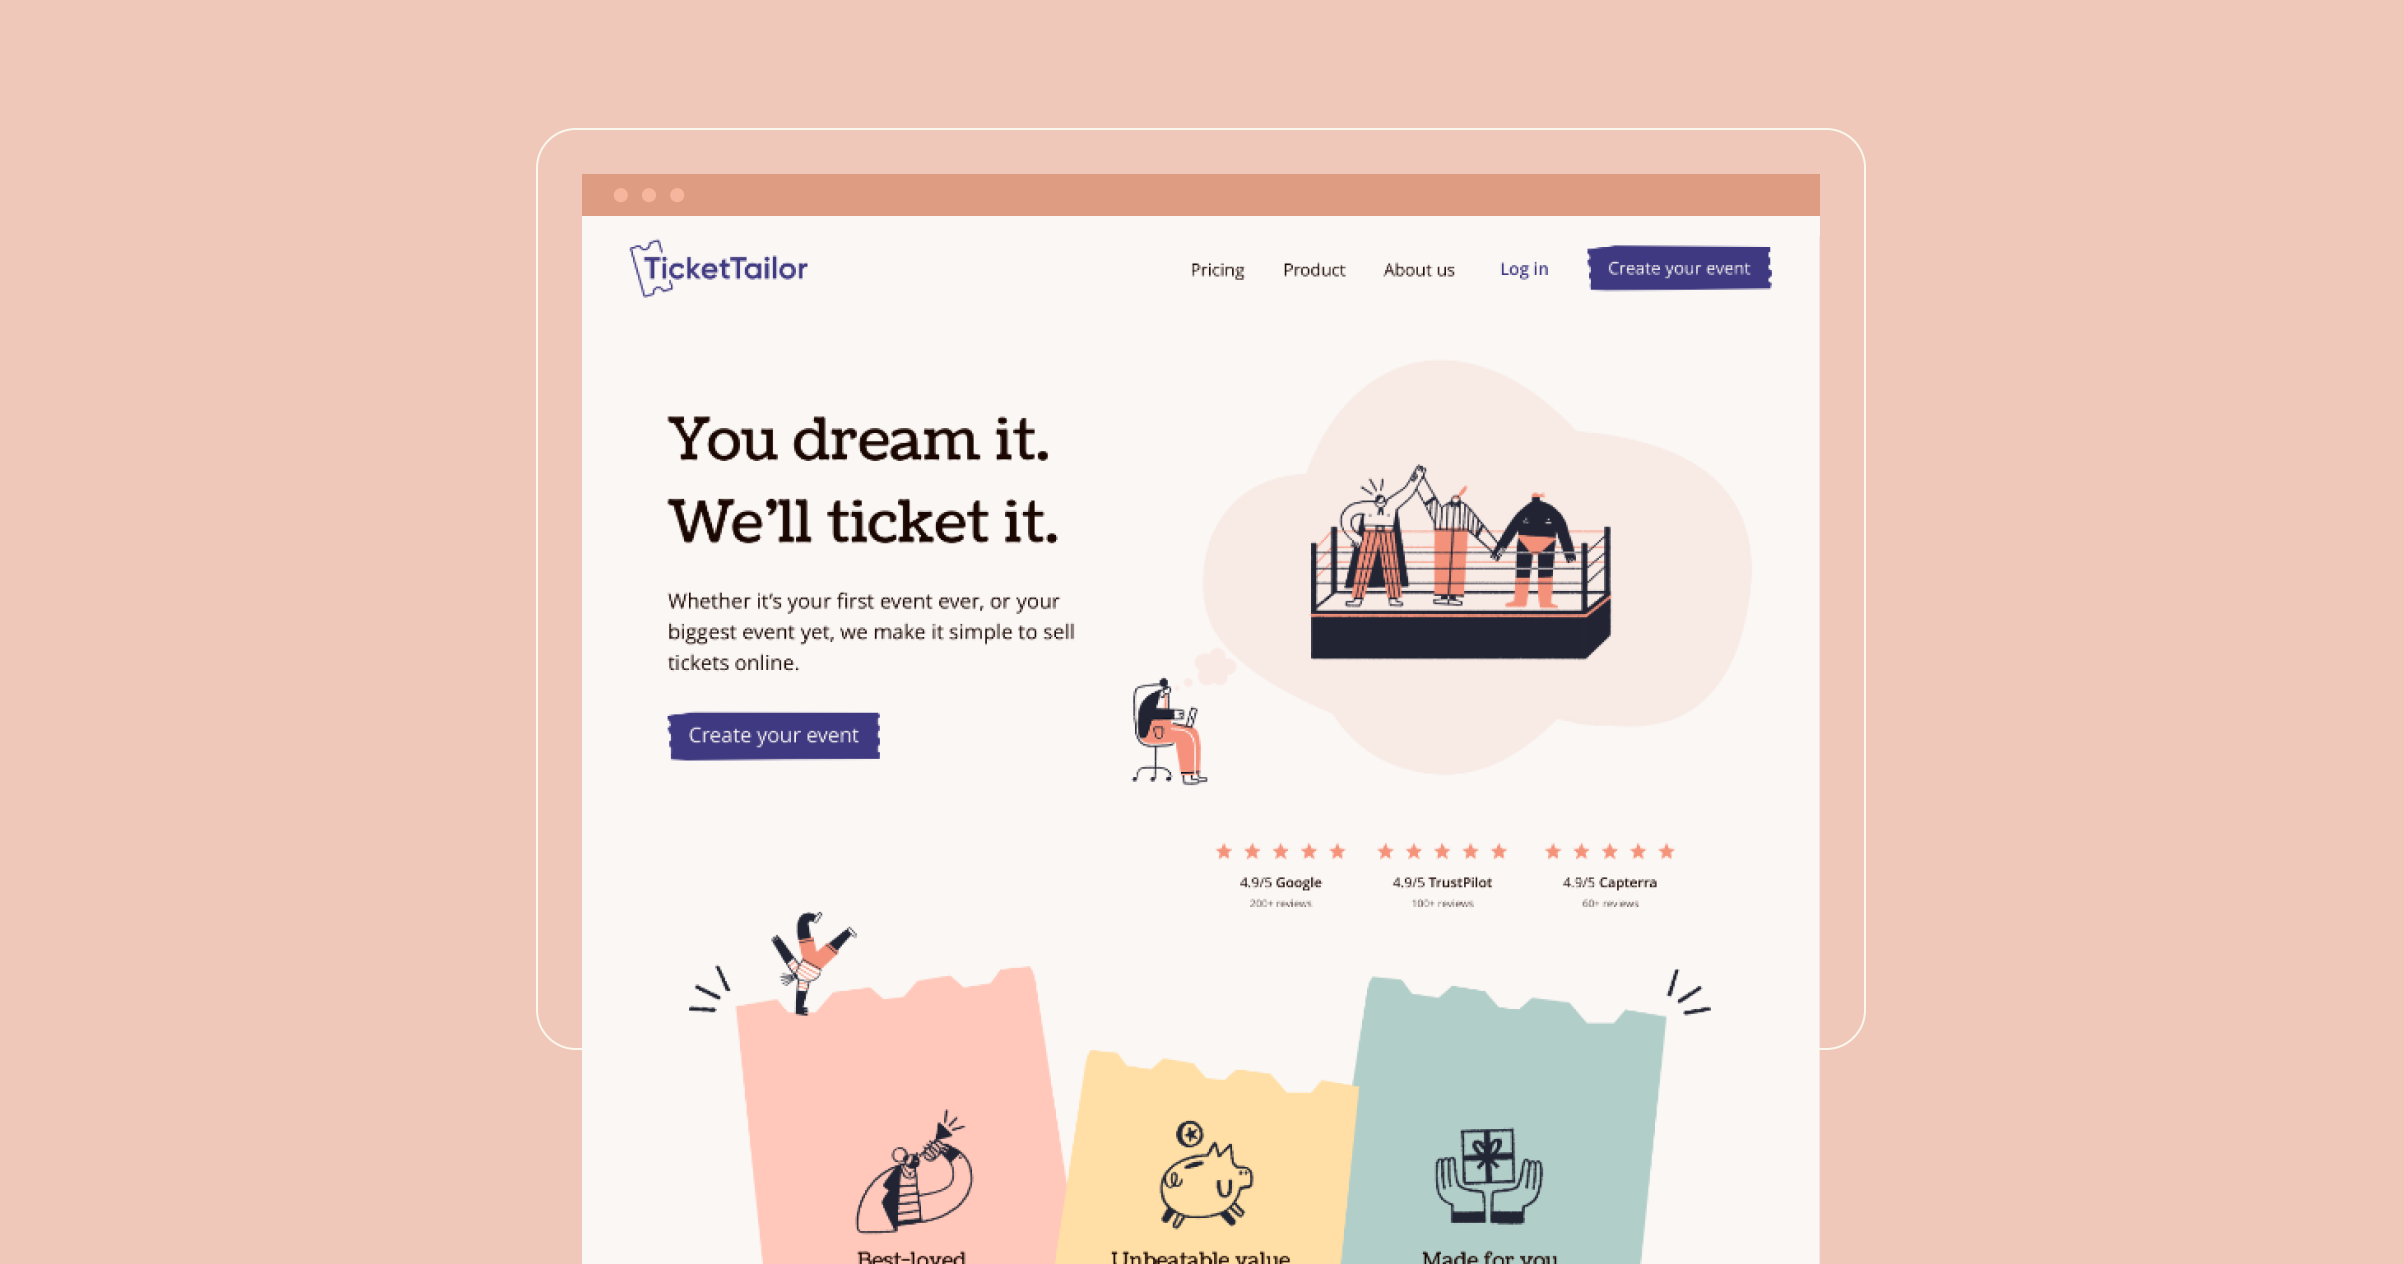 TicketTailor
Pricing
Product
About us
Log in
Create your event
You dream it.
We’ll ticket it.
Whether it’s your first event ever, or your
biggest event yet, we make it simple to sell
tickets online.
Create your event
4.9/5 Google
200+ reviews
4.9/5 TrustPilot
100+ reviews
4.9/5 Capterra
60+ reviews
Best-loved
Unbeatable value
Made for you